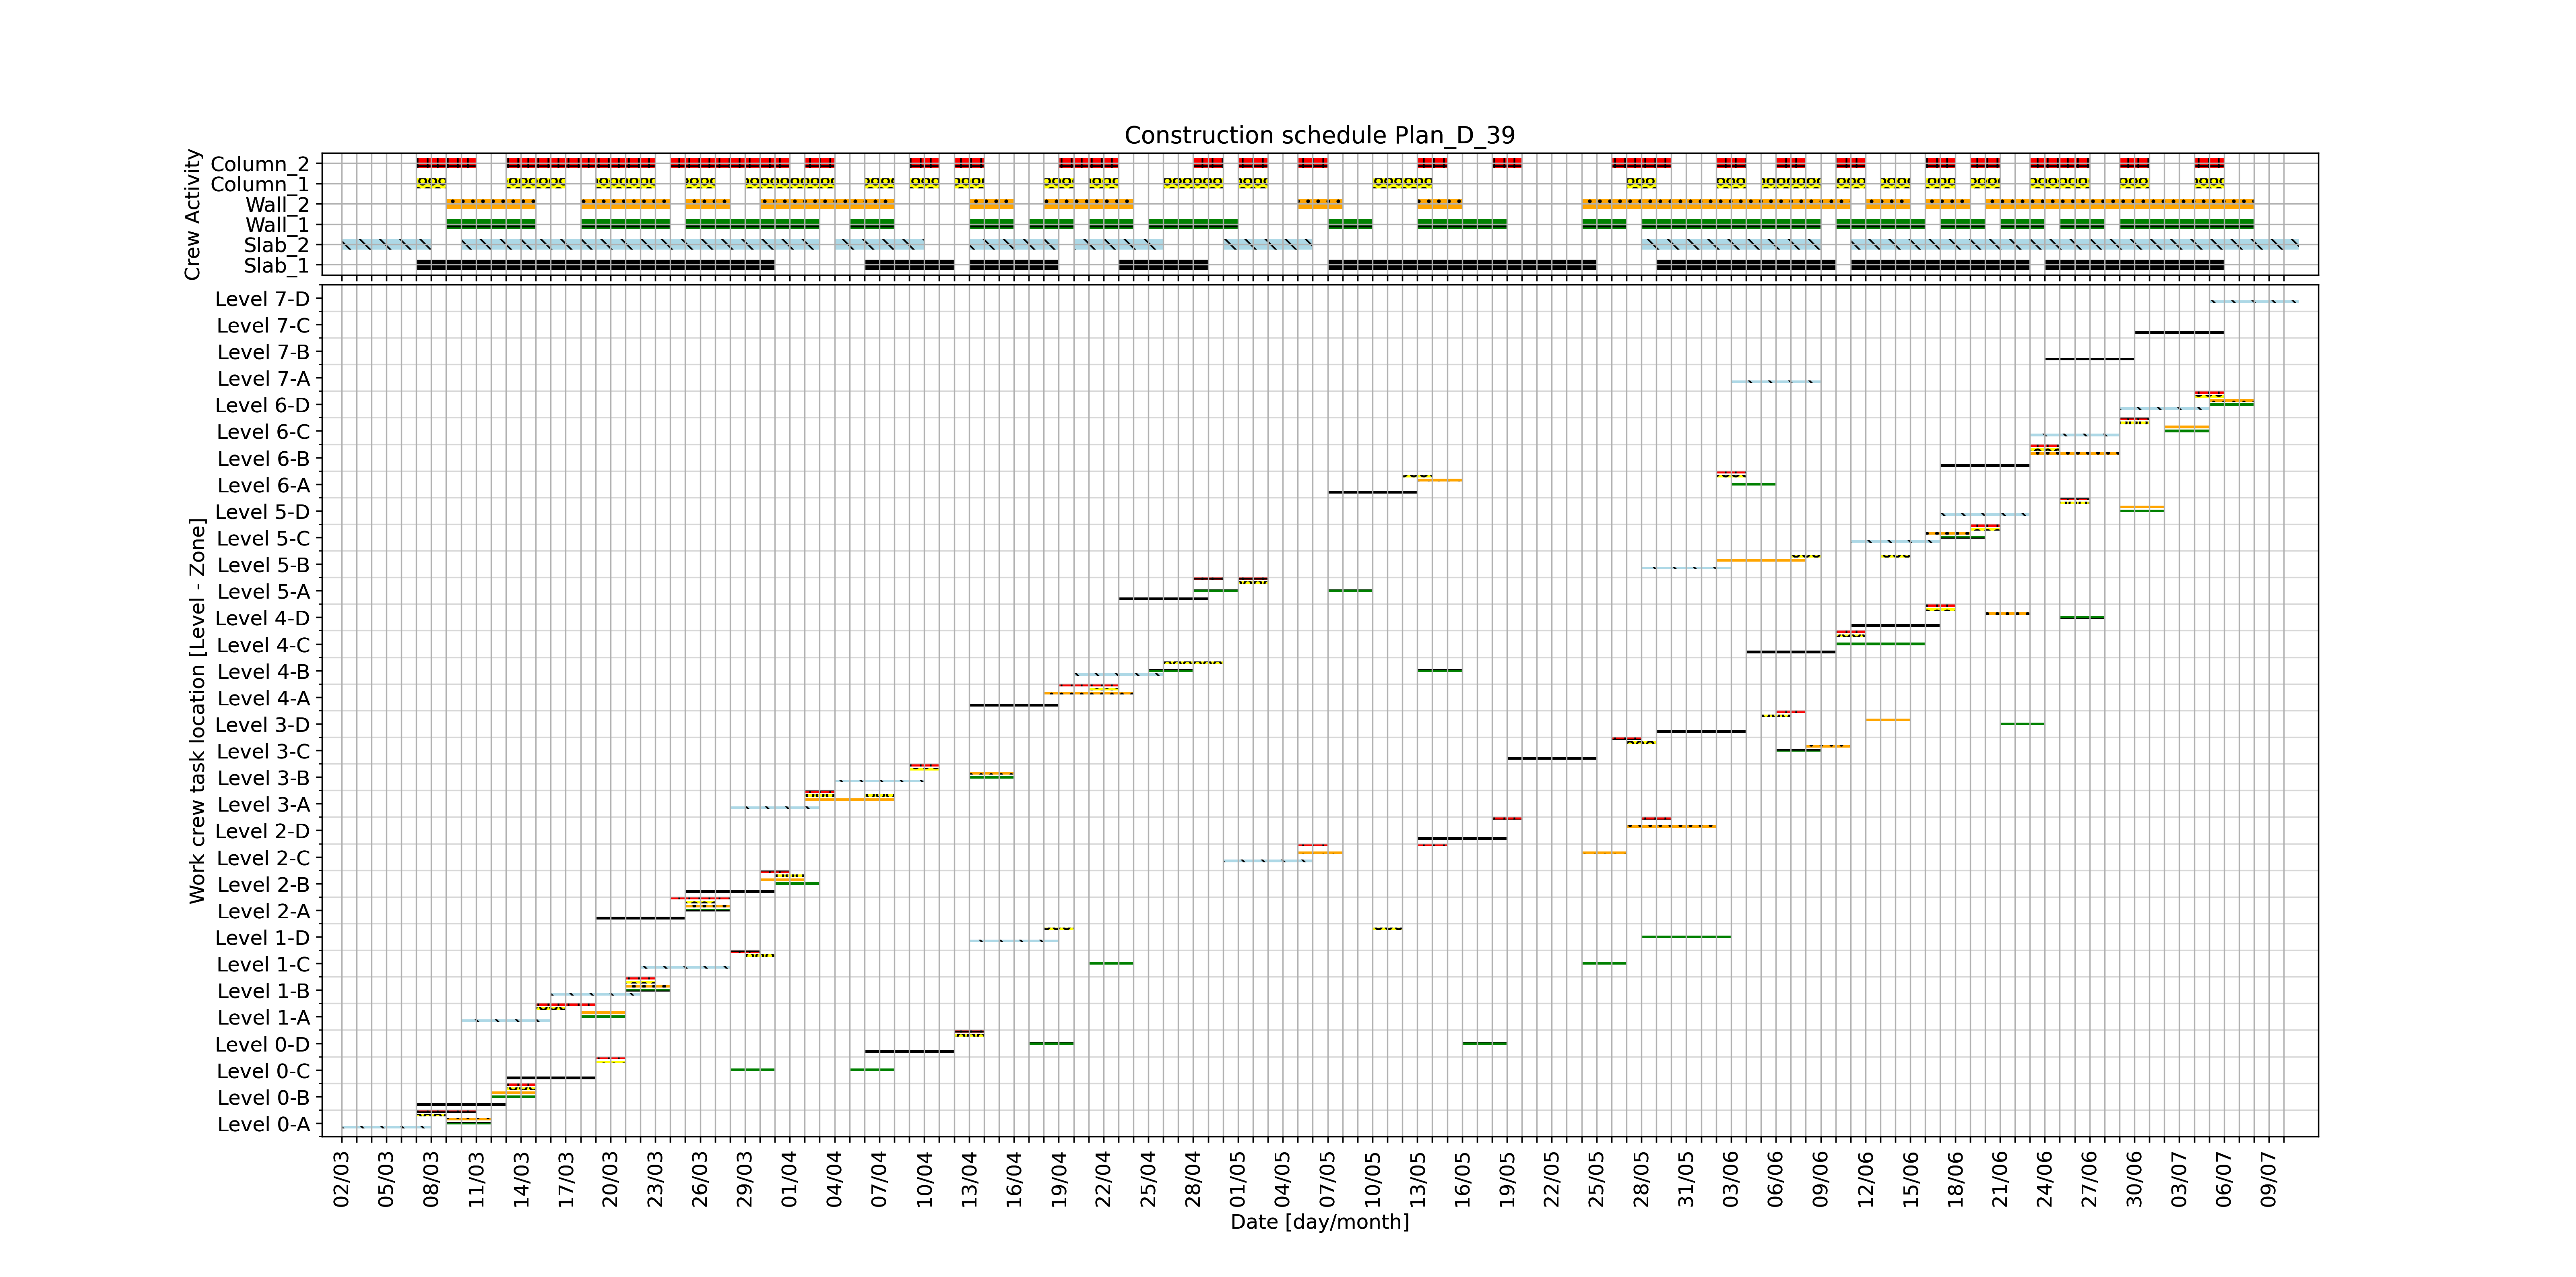 Construction schedule Plan_D_39
Crew Activity
Column_2
Column_1
Wall_2
Wall_1
Slab_2
Slab_1
Work crew task location [Level - Zone]
Level 7-D
Level 7-C
Level 7-B
Level 7-A
Level 6-D
Level 6-C
Level 6-B
Level 6-A
Level 5-D
Level 5-C
Level 5-B
Level 5-A
Level 4-D
Level 4-C
Level 4-B
Level 4-A
Level 3-D
Level 3-C
Level 3-B
Level 3-A
Level 2-D
Level 2-C
Level 2-B
Level 2-A
Level 1-D
Level 1-C
Level 1-B
Level 1-A
Level 0-D
Level 0-C
Level 0-B
Level 0-A
02/03
05/03
08/03
11/03
14/03
17/03
20/03
23/03
26/03
29/03
01/04
04/04
07/04
10/04
13/04
16/04
19/04
22/04
25/04
28/04
01/05
04/05
07/05
10/05
13/05
16/05
19/05
22/05
25/05
28/05
31/05
03/06
06/06
09/06
12/06
15/06
18/06
21/06
24/06
27/06
30/06
03/07
06/07
09/07
Date [day/month]